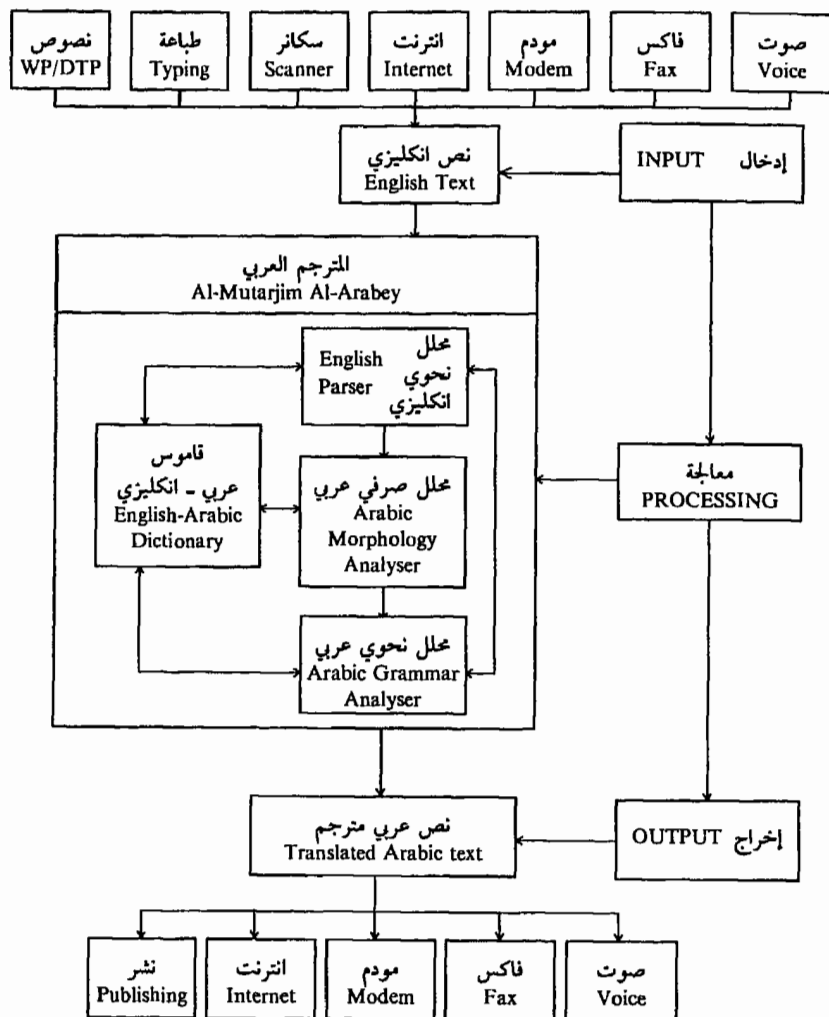 نصوص
WP/DTP
طباعة
Typing
سكانر
Scanner
انترنت
Internet
مودم
Modem
فاكس
Fax
صوت
Voice
نص انكليزي
English Text
إدخال INPUT
المترجم العربي
Al-Mutarjim Al-Arabey
محلل
نحوي
انكليزي
English
Parser
قاموس
عربي - انكليزي
English-Arabic
Dictionary
محلل صرفي عربي
Arabic
Morphology
Analyser
معالجة
PROCESSING
محلل نحوي عربي
Arabic Grammar
Analyser
نص عربي مترجم
Translated Arabic text
إخراج OUTPUT
نشر
Publishing
انترنت
Internet
مودم
Modem
فاكس
Fax
صوت
Voice